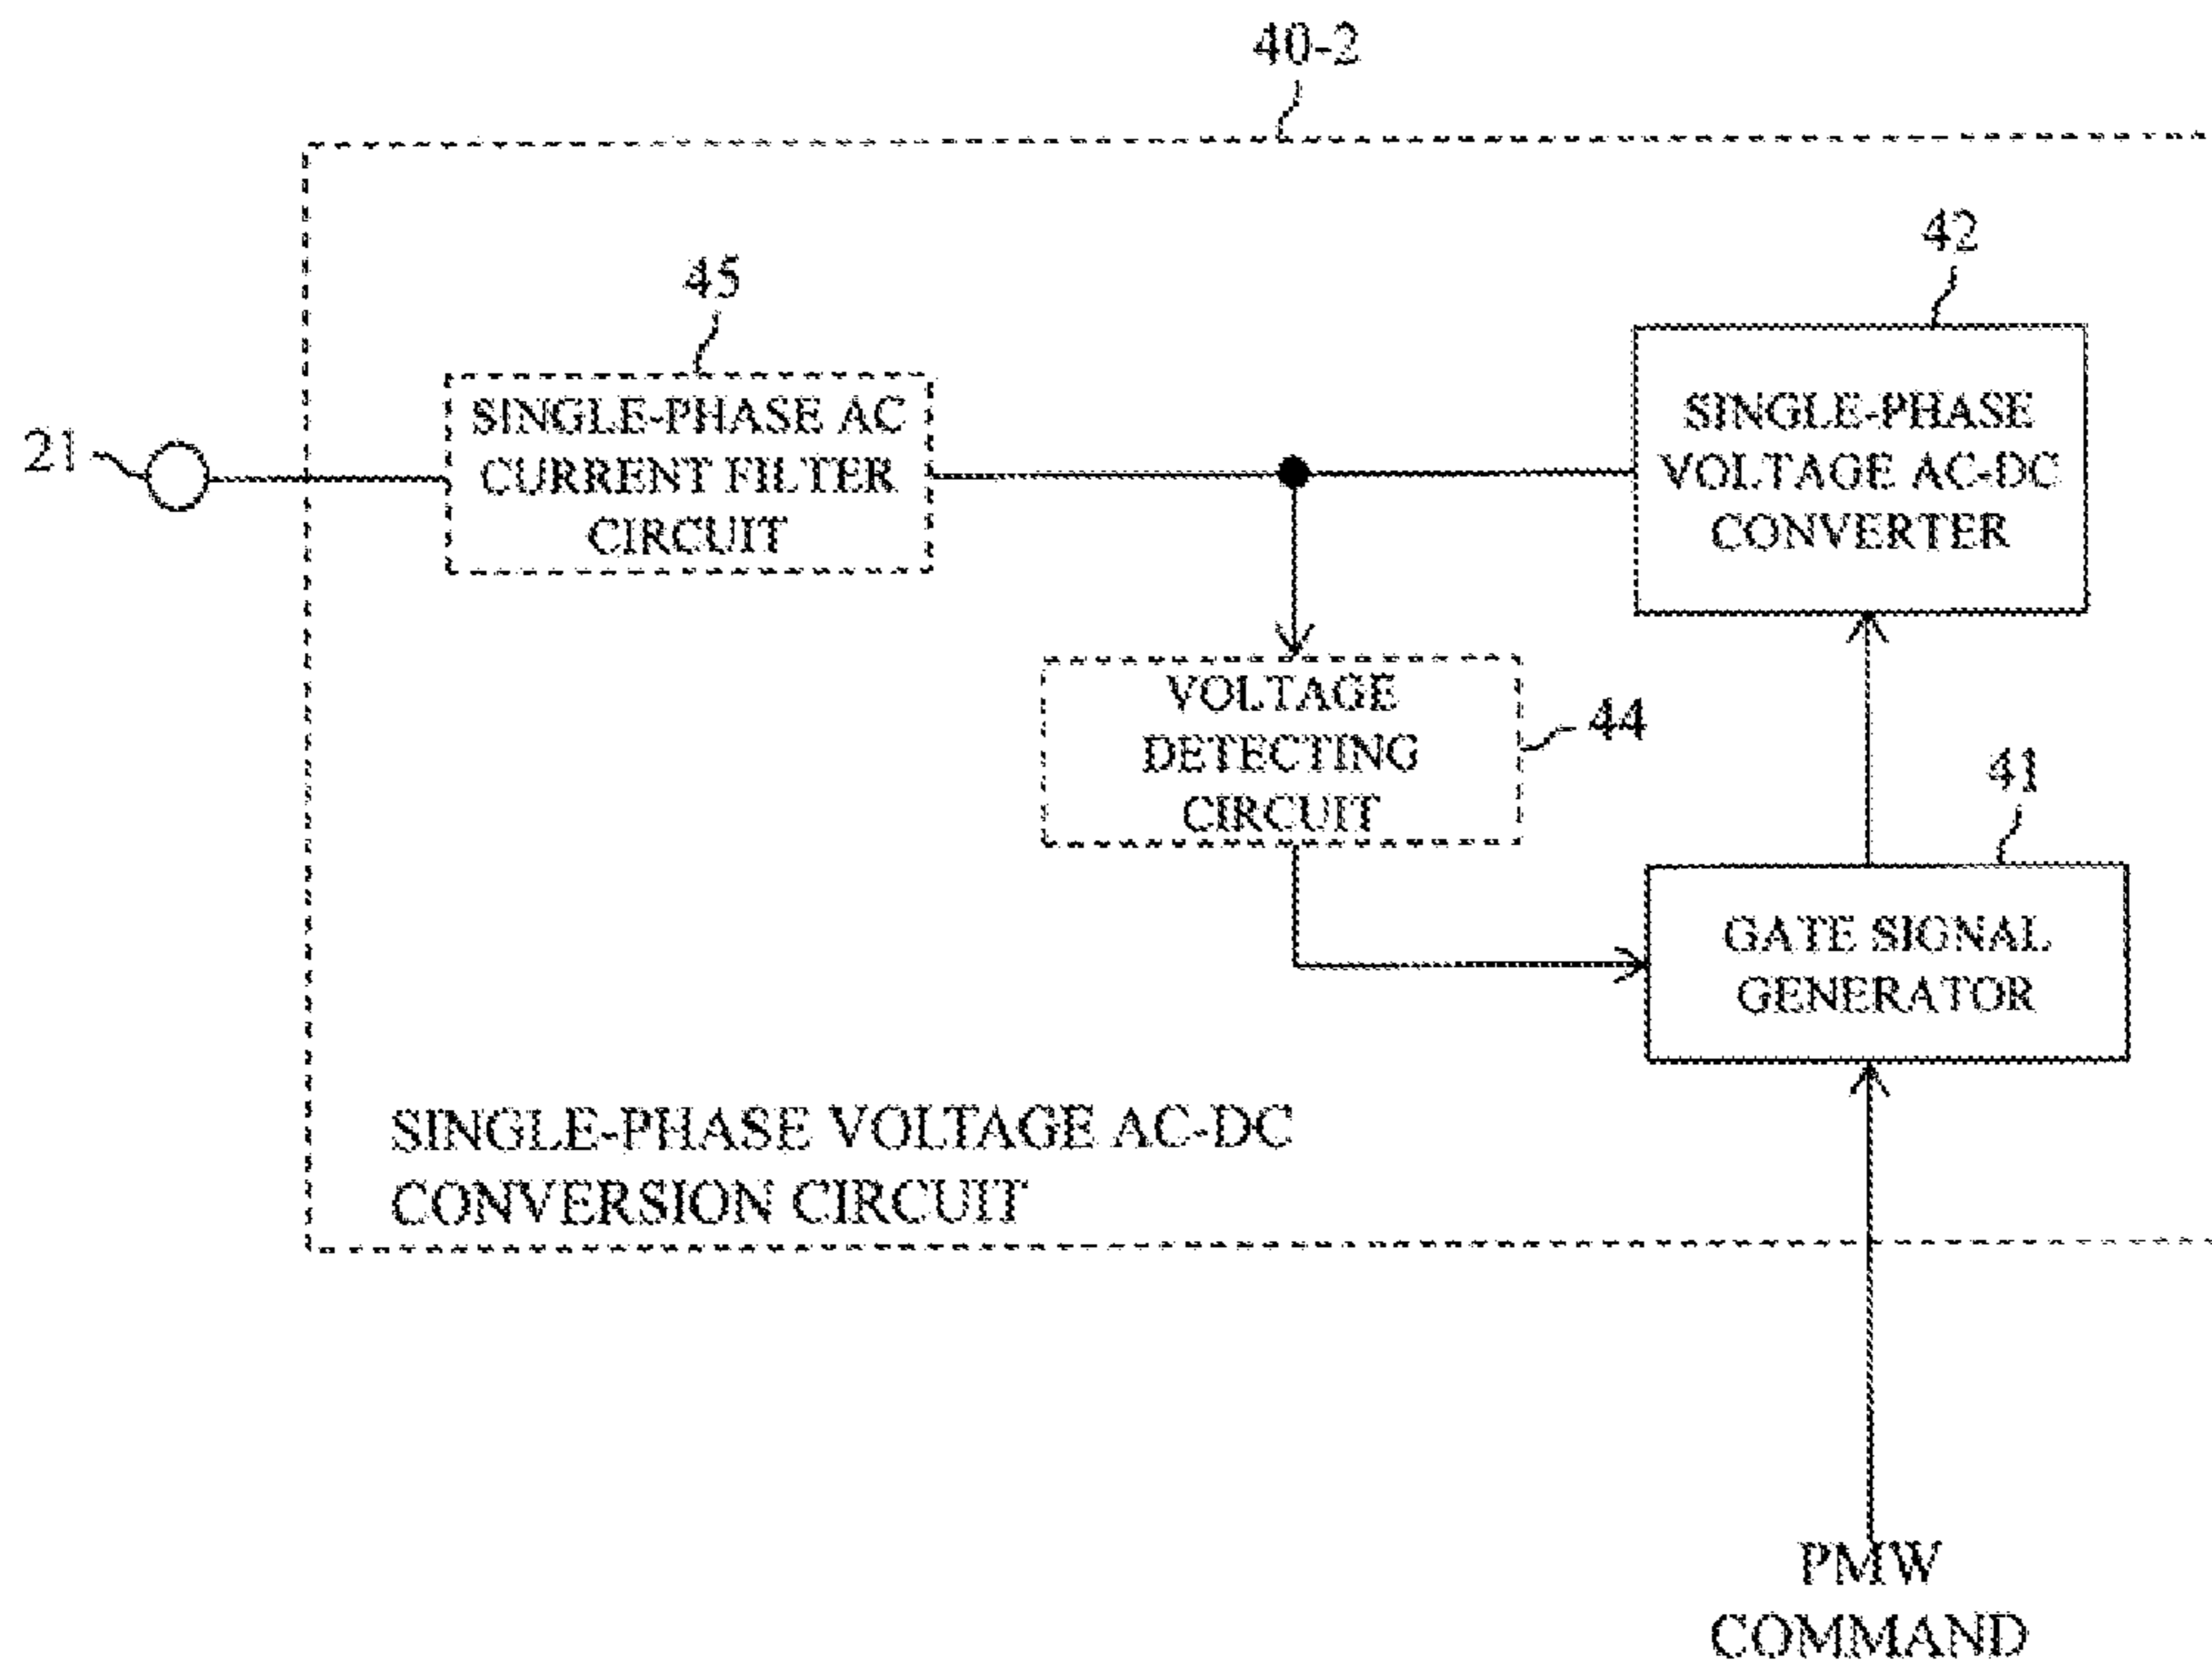 40-2
42
45
SINGLE-PHASE AC
CURRENT FILTER
CIRCUIT
SINGLE-PHASE
VOLTAGE AC-DC
CONVERTER
21
VOLTAGE
DETECTING
CIRCUIT
44
41
GATE SIGNAL
GENERATOR
SINGLE-PHASE VOLTAGE AC-DC
CONVERSION CIRCUIT
PMW
COMMAND